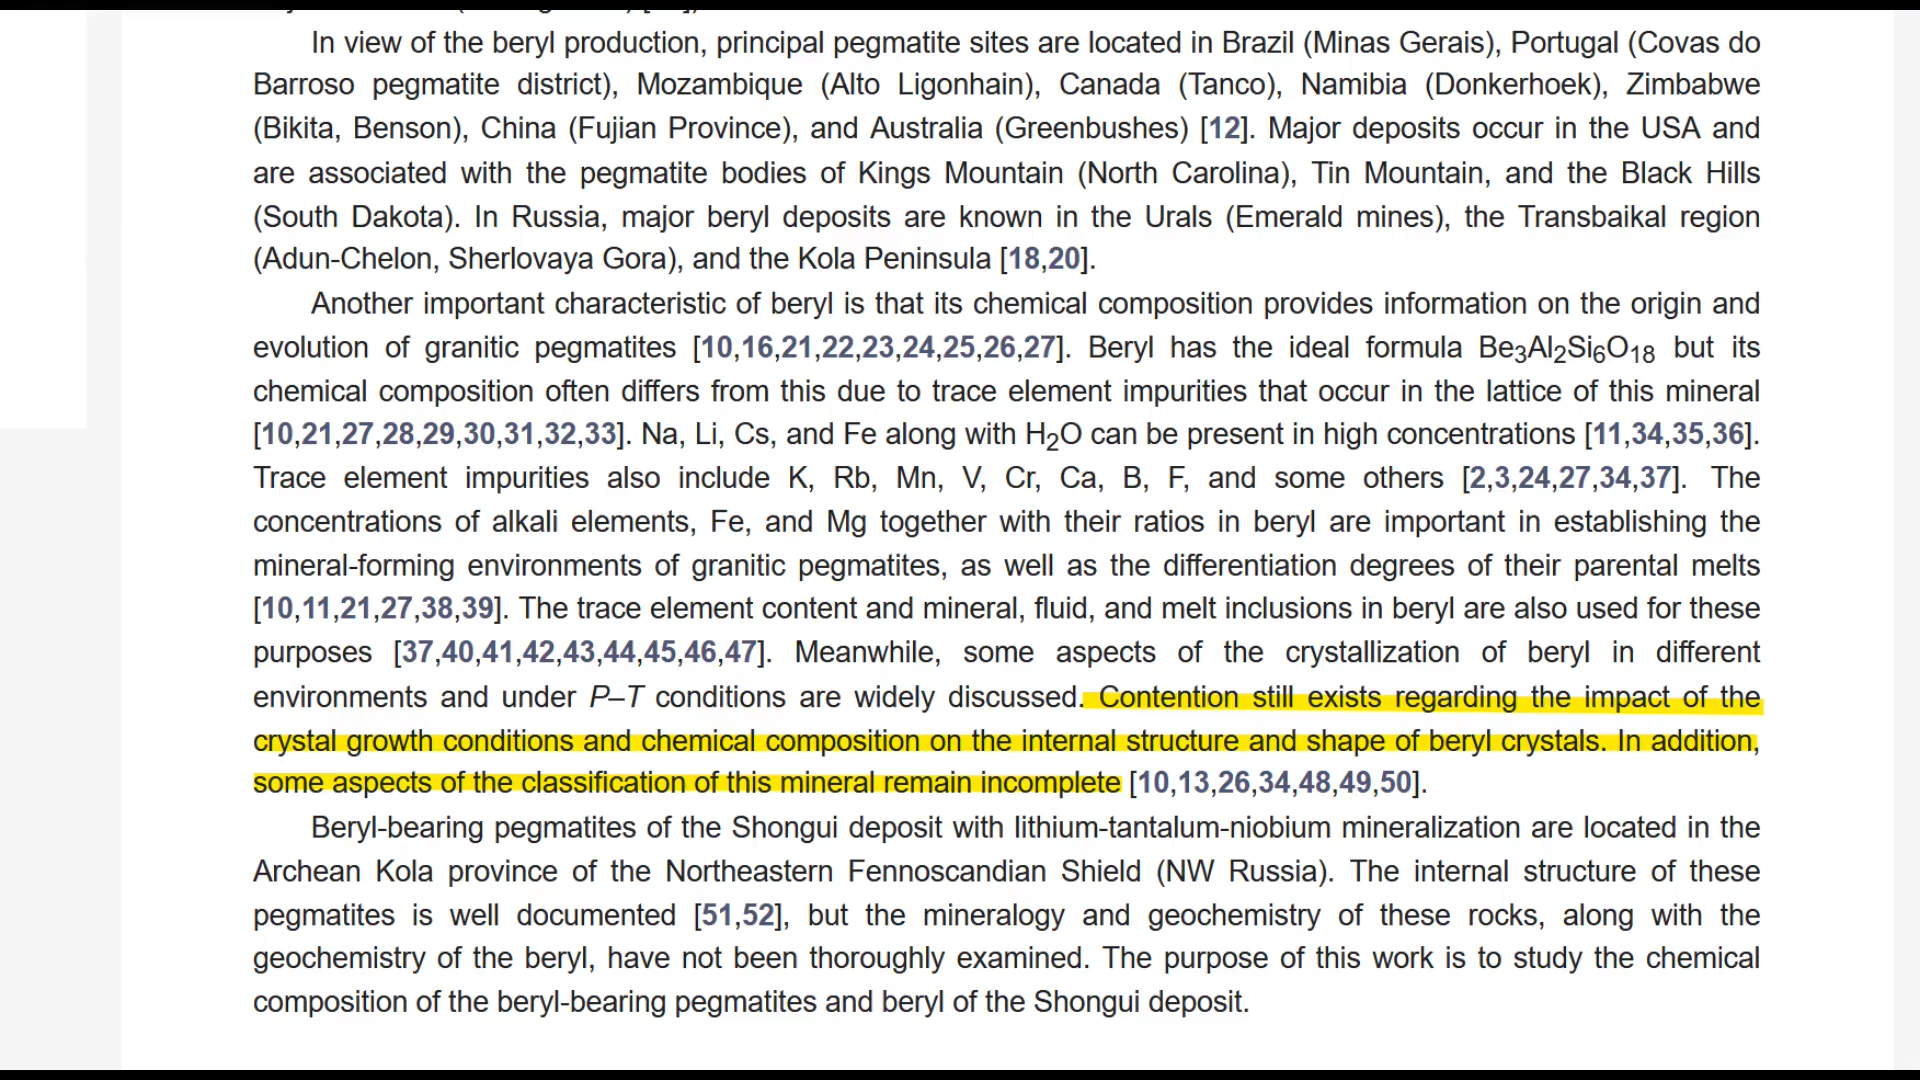 In view of the beryl production, principal pegmatite sites are located in Brazil (Minas Gerais), Portugal (Covas do
Barroso pegmatite district), Mozambique (Alto Ligonhain), Canada (Tanco), Namibia (Donkerhoek), Zimbabwe
(Bikita, Benson), China (Fujian Province), and Australia (Greenbushes) [12]. Major deposits occur in the USA and
are associated with the pegmatite bodies of Kings Mountain (North Carolina), Tin Mountain, and the Black Hills
(South Dakota). In Russia, major beryl deposits are known in the Urals (Emerald mines), the Transbaikal region
(Adun-Chelon, Sherlovaya Gora), and the Kola Peninsula [18,20].
Another important characteristic of beryl is that its chemical composition provides information on the origin and
evolution of granitic pegmatites [10,16,21,22,23,24,25,26,27]. Beryl has the ideal formula Be₃Al₂Si₆O₁₈ but its
chemical composition often differs from this due to trace element impurities that occur in the lattice of this mineral
[10,21,27,28,29,30,31,32,33]. Na, Li, Cs, and Fe along with H₂O can be present in high concentrations [11,34,35,36].
Trace element impurities also include K, Rb, Mn, V, Cr, Ca, B, F, and some others [2,3,24,27,34,37]. The
concentrations of alkali elements, Fe, and Mg together with their ratios in beryl are important in establishing the
mineral-forming environments of granitic pegmatites, as well as the differentiation degrees of their parental melts
[10,11,21,27,38,39]. The trace element content and mineral, fluid, and melt inclusions in beryl are also used for these
purposes [37,40,41,42,43,44,45,46,47]. Meanwhile, some aspects of the crystallization of beryl in different
environments and under P–T conditions are widely discussed. Contention still exists regarding the impact of the
crystal growth conditions and chemical composition on the internal structure and shape of beryl crystals. In addition,
some aspects of the classification of this mineral remain incomplete [10,13,26,34,48,49,50].
Beryl-bearing pegmatites of the Shongui deposit with lithium-tantalum-niobium mineralization are located in the
Archean Kola province of the Northeastern Fennoscandian Shield (NW Russia). The internal structure of these
pegmatites is well documented [51,52], but the mineralogy and geochemistry of these rocks, along with the
geochemistry of the beryl, have not been thoroughly examined. The purpose of this work is to study the chemical
composition of the beryl-bearing pegmatites and beryl of the Shongui deposit.